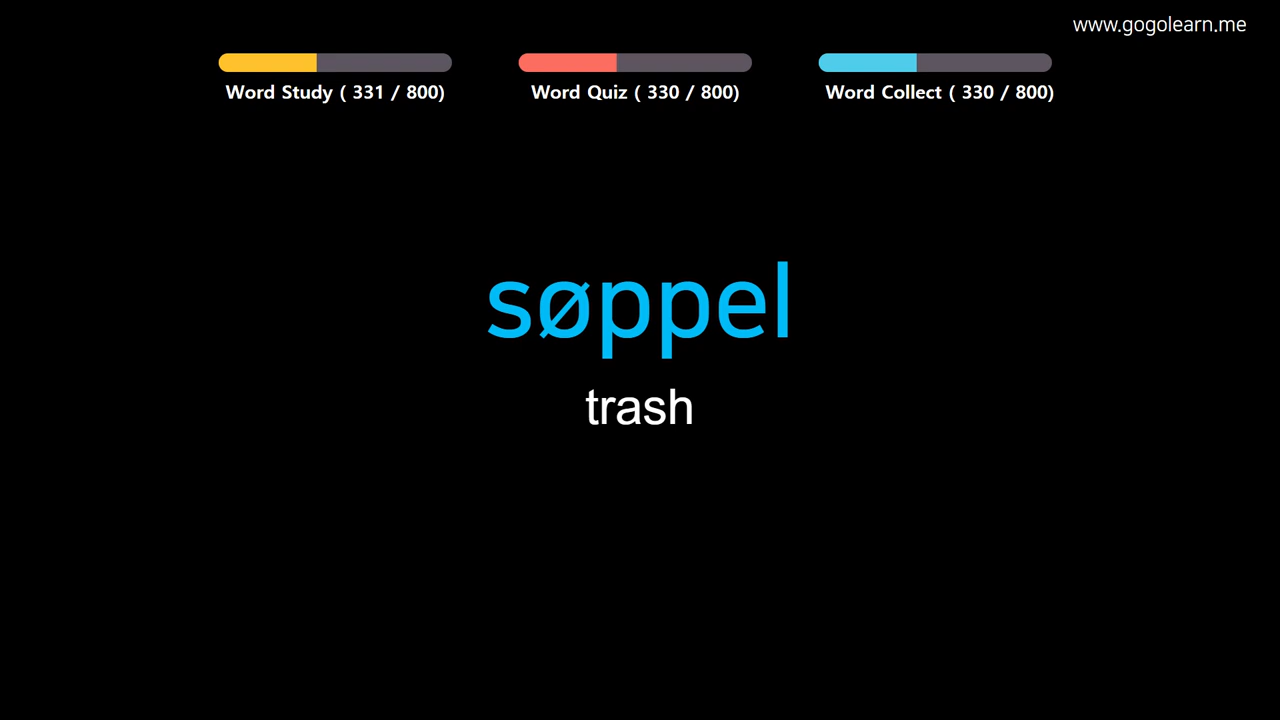 www.gogolearn.me
Word Study ( 331 / 800)
Word Quiz ( 330 / 800)
Word Collect ( 330 / 800)
søppel
trash